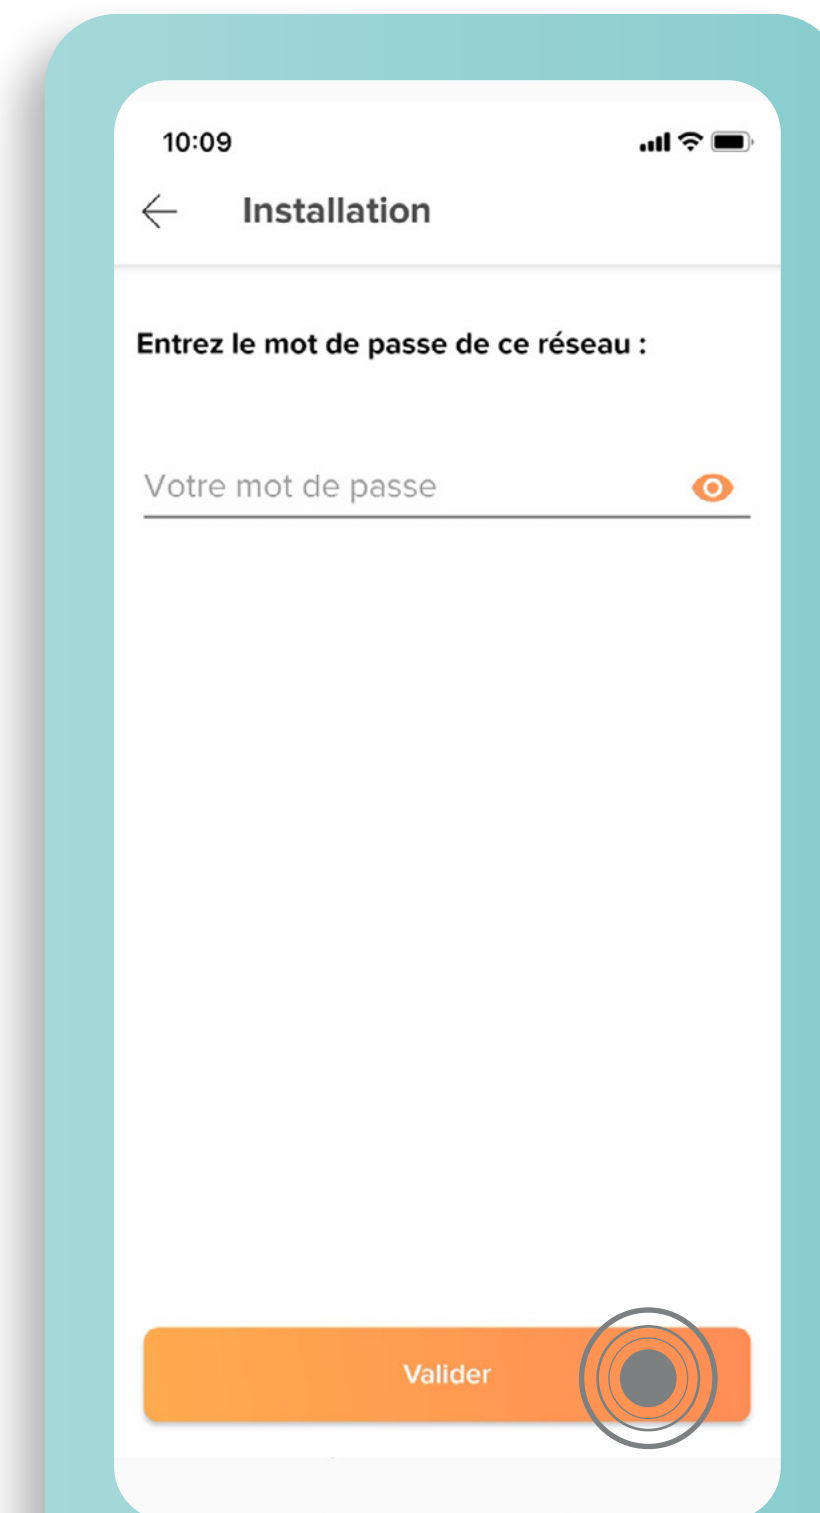 10:09
Installation
Entrez le mot de passe de ce réseau :
Votre mot de passe
Valider